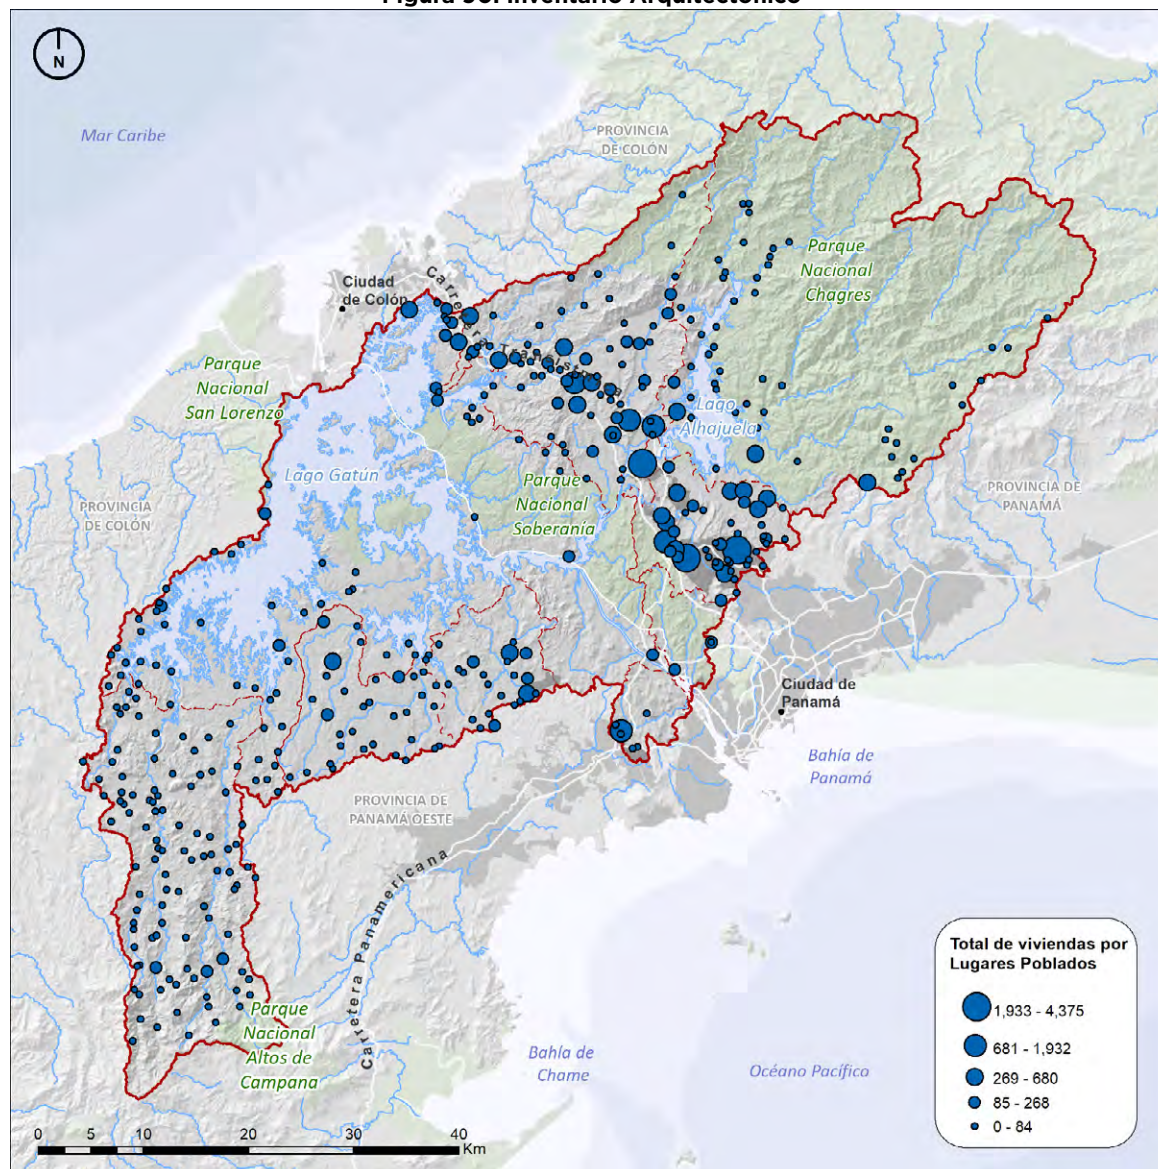 Figura 50. Inventario Arquitectónico
N
Mar Caribe
PROVINCIA
DE COLÓN
Parque
Nacional
Chagres
Ciudad
de Colón
Carretera Transístmica
Parque
Nacional
San Lorenzo
Lago
Alhajuela
Lago Gatún
PROVINCIA
DE COLÓN
Parque
Nacional
Soberanía
PROVINCIA DE
PANAMÁ
Ciudad de
Panamá
Bahía de
Panamá
PROVINCIA DE
PANAMÁ OESTE
Carretera Panamericana
Parque
Nacional
Altos de
Campana
Bahía de
Chame
Océano Pacífico
Total de viviendas por
Lugares Poblados
1,933 - 4,375
681 - 1,932
269 - 680
85 - 268
0 - 84
0 5 10 20 30 40
Km